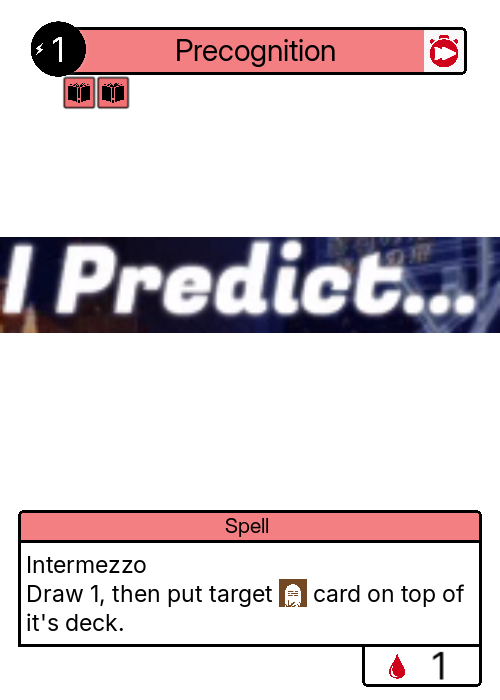 1 Precognition
I Predict...
Spell
Intermezzo
Draw 1, then put target card on top of
it's deck.
1